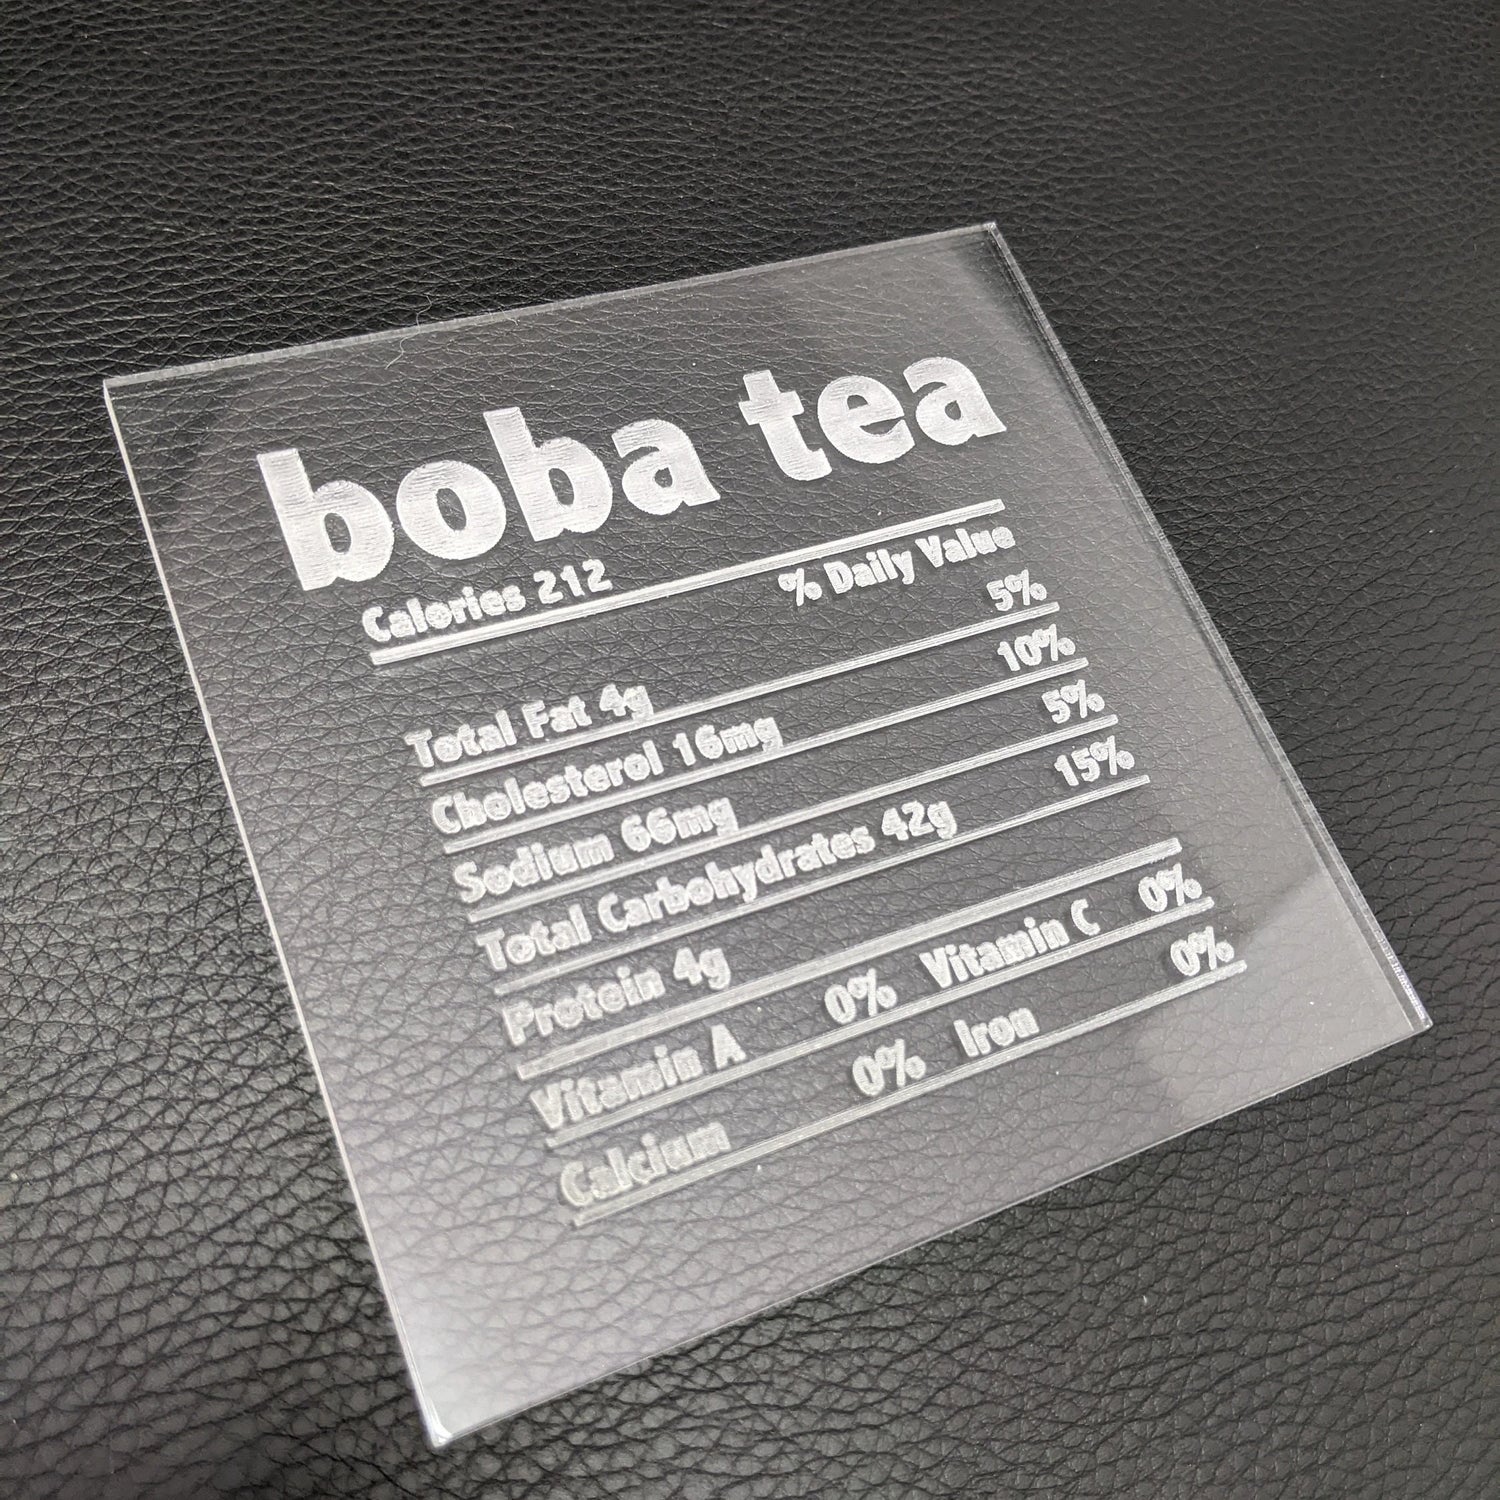 boba tea
Calories 212
% Daily Value
Total Fat 4g 5%
Cholesterol 16mg 10%
Sodium 66mg 5%
Total Carbohydrates 42g 15%
Protein 4g
Vitamin A 0% Vitamin C 0%
Calcium 0% Iron 0%